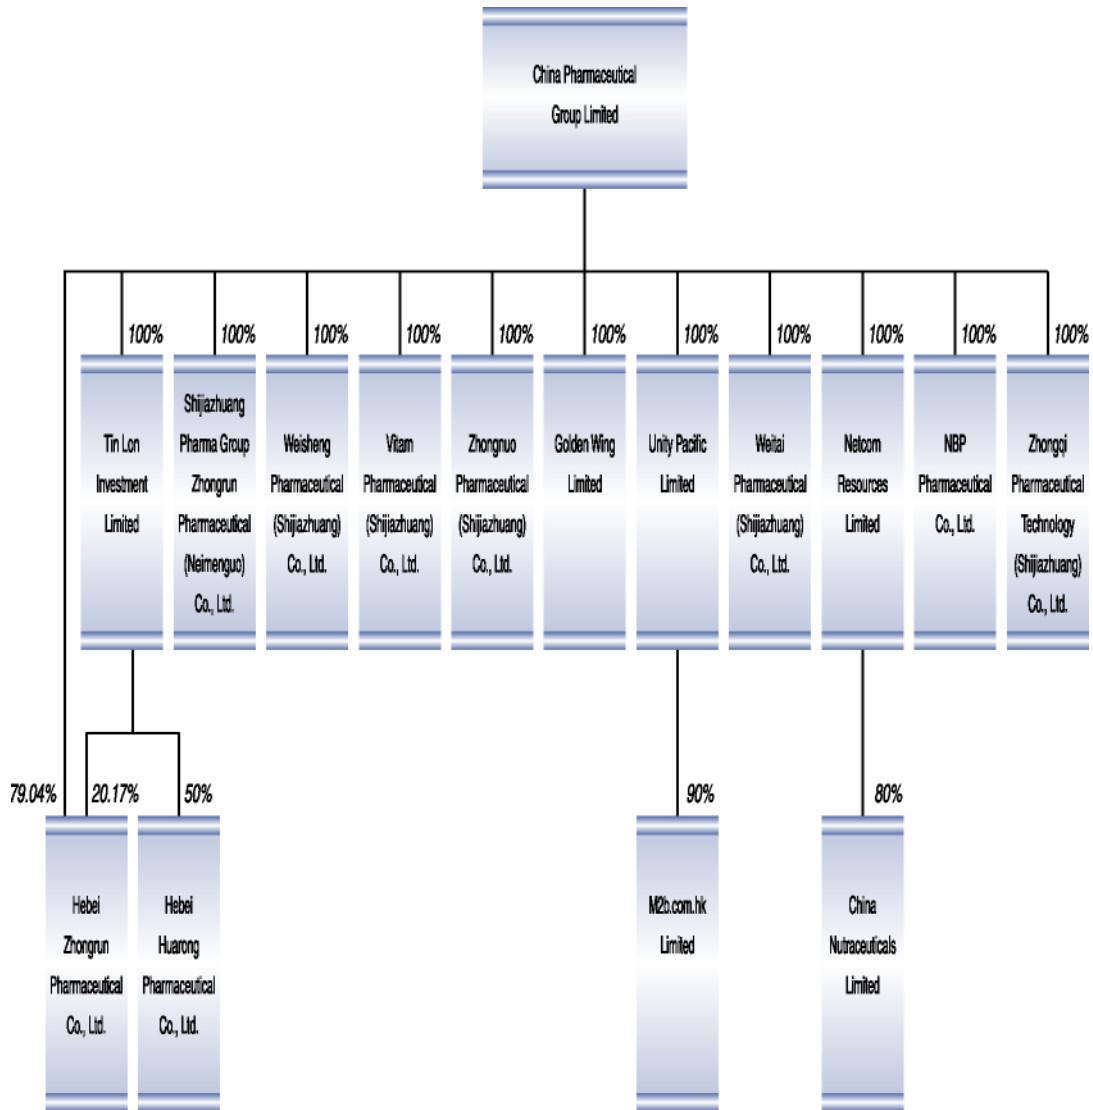 China Pharmaceutical
Group Limited
100%
100%
100%
100%
100%
100%
100%
100%
100%
100%
100%
Tin Lon
Investment
Limited
Shijiazhuang
Pharma Group
Zhongrun
Pharmaceutical
(Neimenguo)
Co., Ltd.
Weisheng
Pharmaceutical
(Shijiazhuang)
Co., Ltd.
Vitam
Pharmaceutical
(Shijiazhuang)
Co., Ltd.
Zhongnuo
Pharmaceutical
(Shijiazhuang)
Co., Ltd.
Golden Wing
Limited
Unity Pacific
Limited
Weitai
Pharmaceutical
(Shijiazhuang)
Co., Ltd.
Netcom
Resources
Limited
NBP
Pharmaceutical
Co., Ltd.
Zhongqi
Pharmaceutical
Technology
(Shijiazhuang)
Co., Ltd.
79.04%
20.17%
50%
90%
80%
Hebei
Zhongrun
Pharmaceutical
Co., Ltd.
Hebei
Huarong
Pharmaceutical
Co., Ltd.
M2b.com.hk
Limited
China
Nutraceuticals
Limited